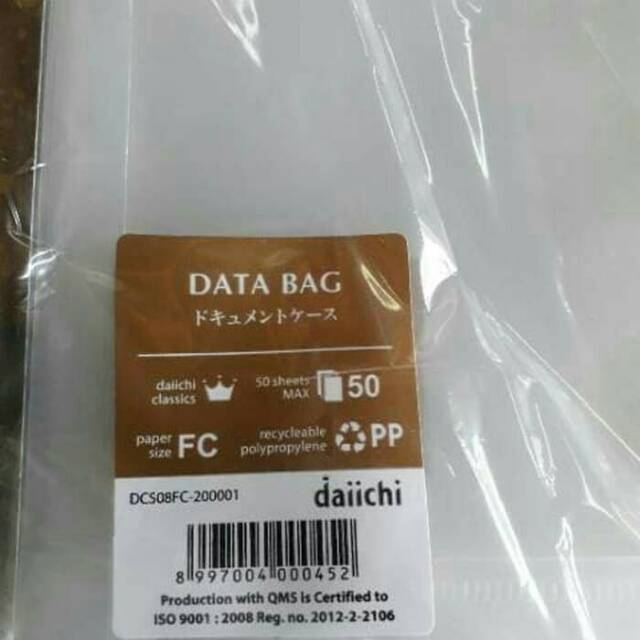 DATA BAG
ドキュメントケース
daiichi classics
50 sheets MAX 50
paper size FC
recycleable polypropylene PP
DCS08FC-200001
daiichi
8 997004 000452
Production with QMS is Certified to
ISO 9001 : 2008 Reg. no. 2012-2-2106